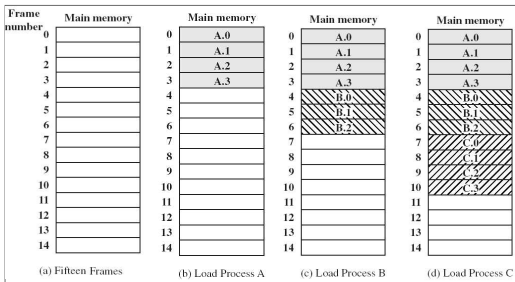 Frame number
Main memory
0
1
2
3
4
5
6
7
8
9
10
11
12
13
14
(a) Fifteen Frames
Main memory
0 A.0
1 A.1
2 A.2
3 A.3
4
5
6
7
8
9
10
11
12
13
14
(b) Load Process A
Main memory
0 A.0
1 A.1
2 A.2
3 A.3
4 B.0
5 B.1
6 B.2
7
8
9
10
11
12
13
14
(c) Load Process B
Main memory
0 A.0
1 A.1
2 A.2
3 A.3
4 B.0
5 B.1
6 B.2
7 C.0
8 C.1
9 C.2
10 C.3
11
12
13
14
(d) Load Process C